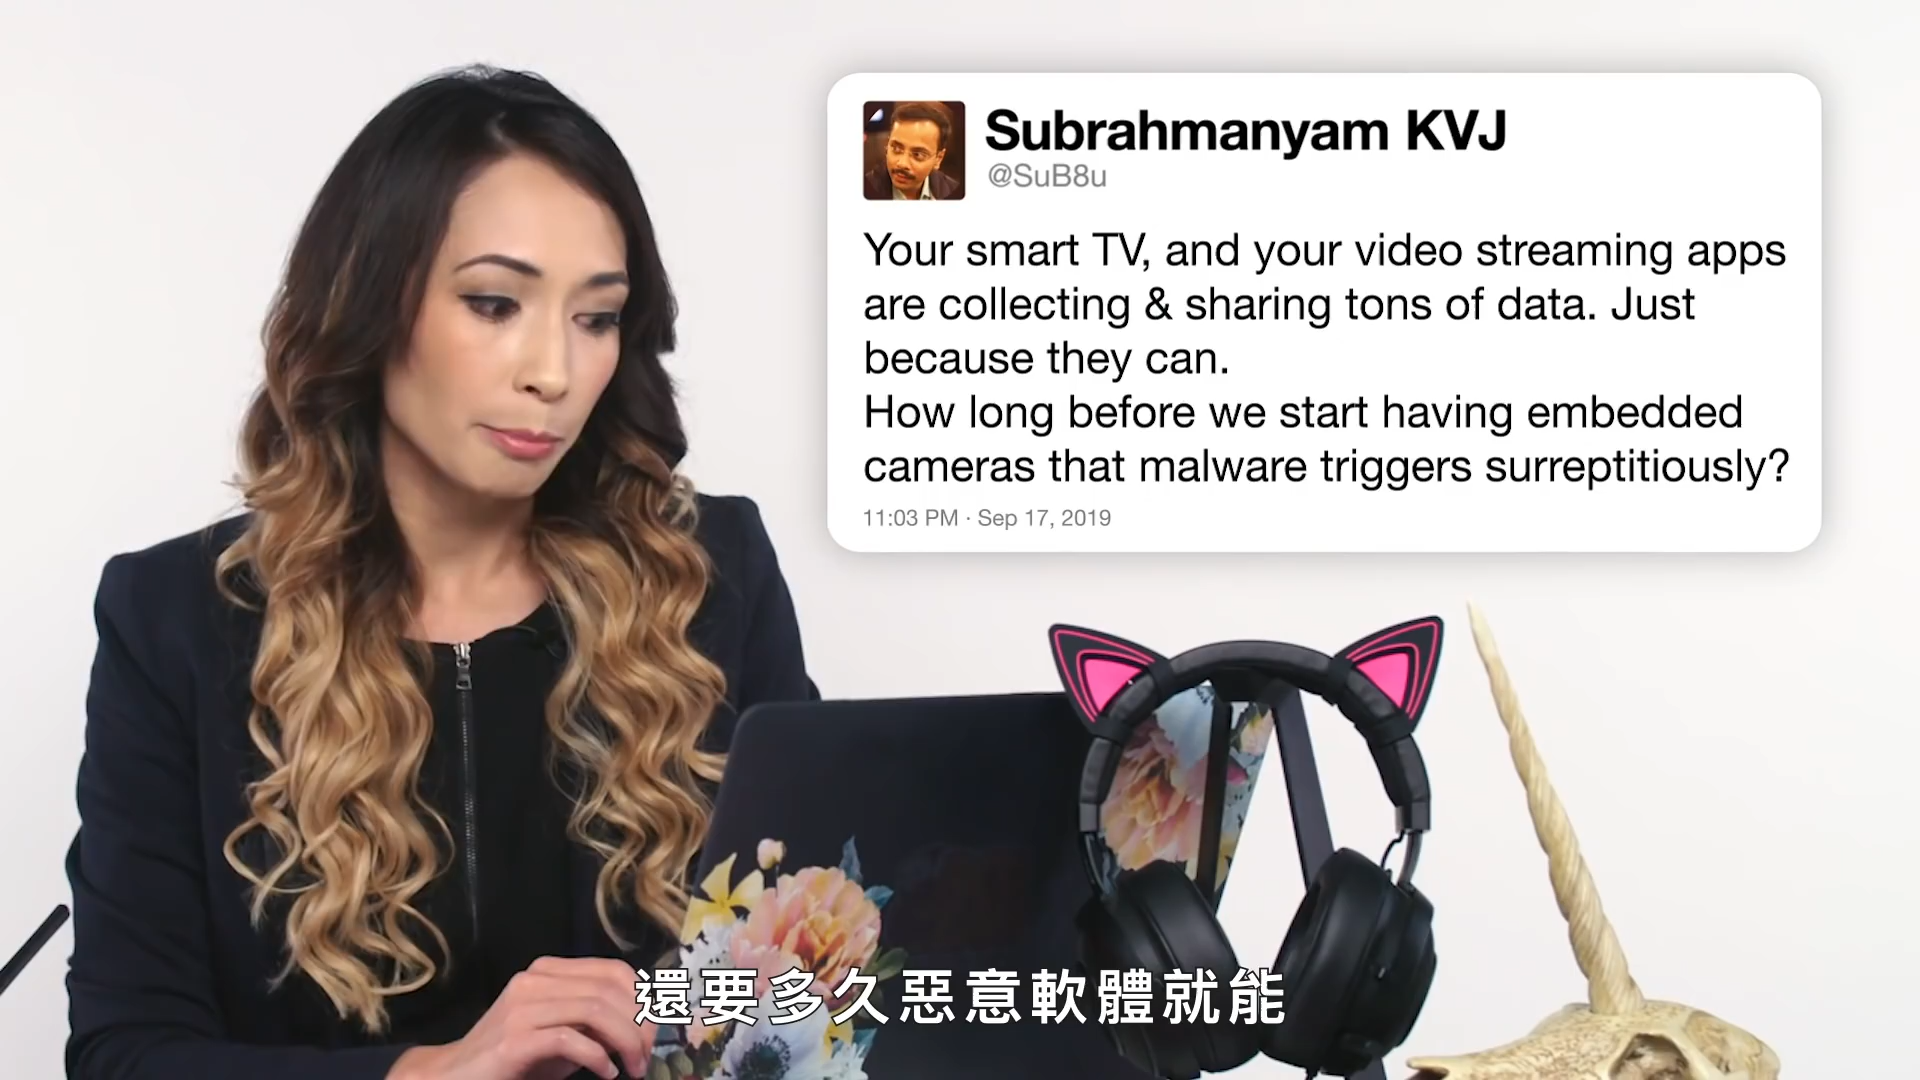 Subrahmanyam KVJ
@SuB8u
Your smart TV, and your video streaming apps
are collecting & sharing tons of data. Just
because they can.
How long before we start having embedded
cameras that malware triggers surreptitiously?
11:03 PM · Sep 17, 2019
還要多久惡意軟體就能